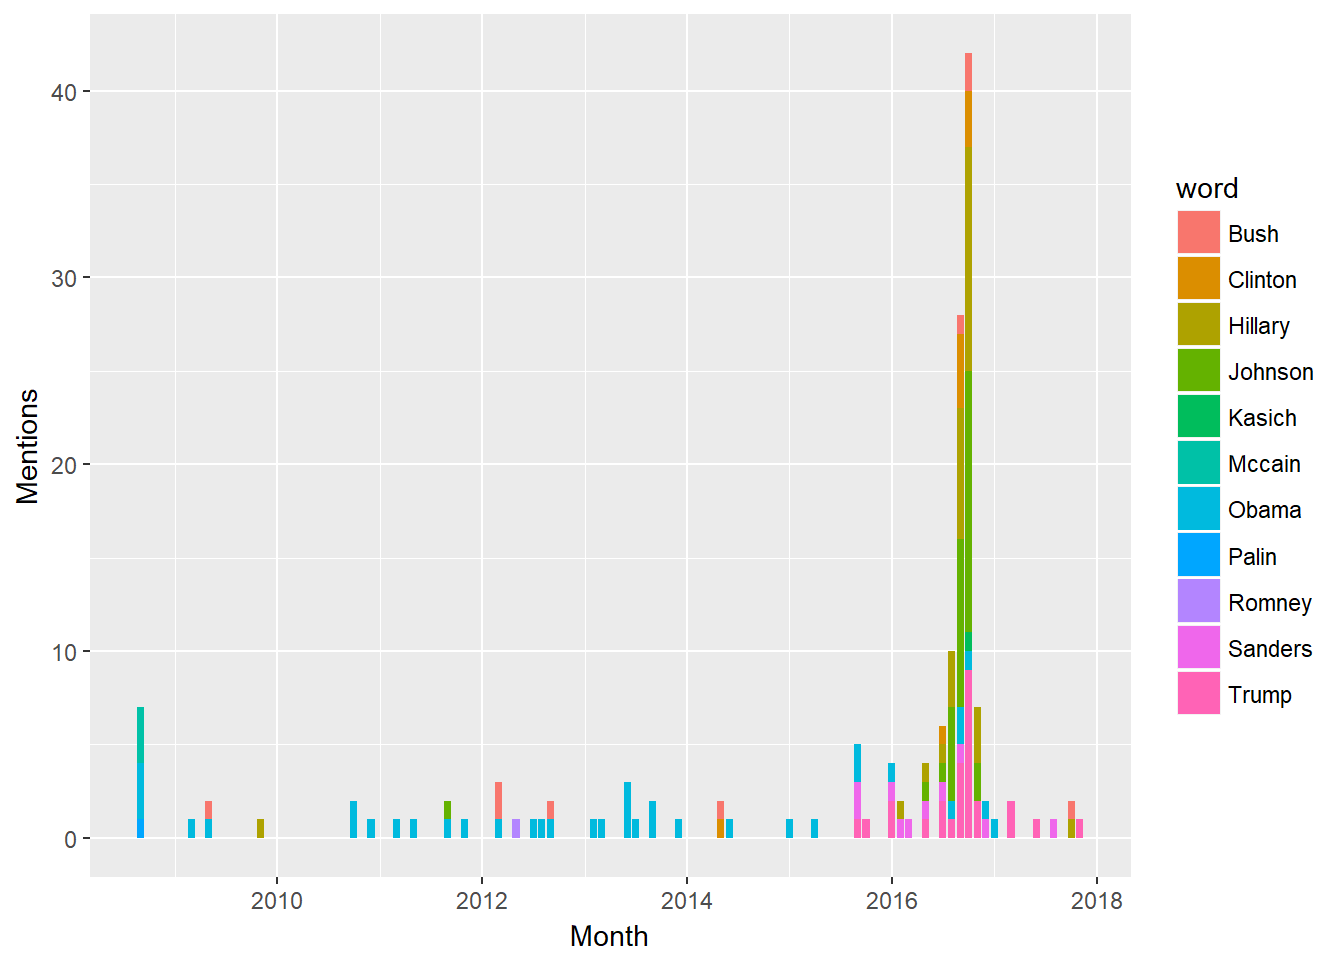 Mentions
40
30
20
10
0
2010 2012 2014 2016 2018
Month
word
Bush
Clinton
Hillary
Johnson
Kasich
Mccain
Obama
Palin
Romney
Sanders
Trump